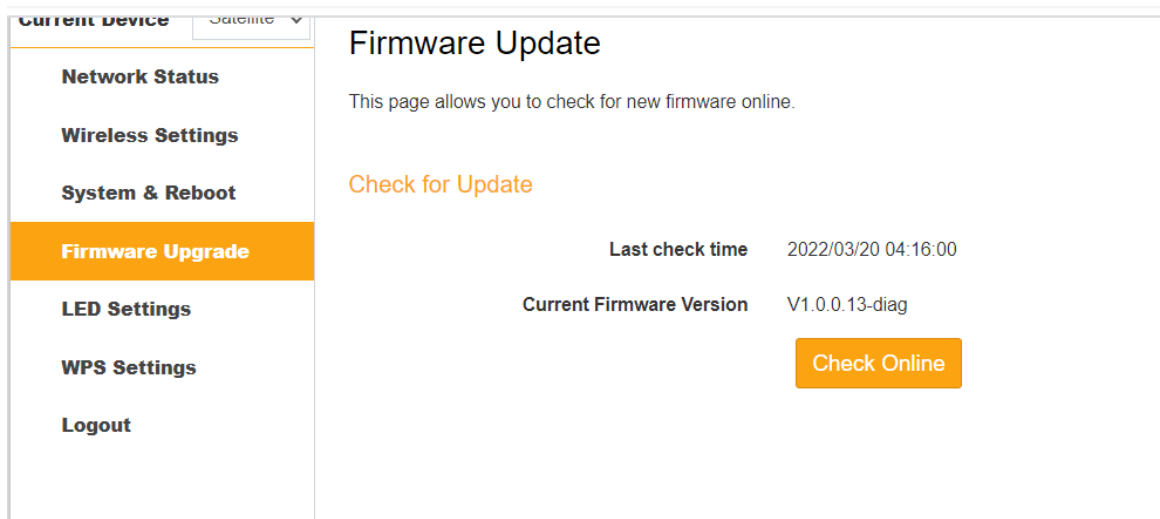 Current Device Satellite
Firmware Update
Network Status
This page allows you to check for new firmware online.
Wireless Settings
System & Reboot
Check for Update
Firmware Upgrade
Last check time 2022/03/20 04:16:00
LED Settings
Current Firmware Version V1.0.0.13-diag
WPS Settings
Check Online
Logout